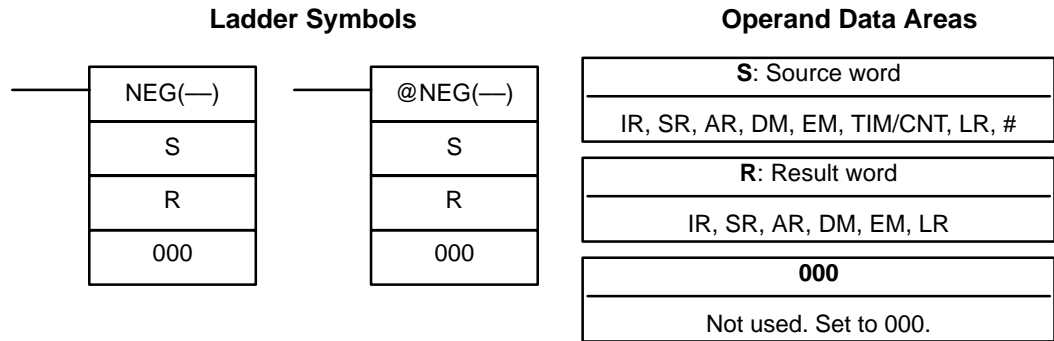 Ladder Symbols
NEG(––)
S
R
000
@NEG(––)
S
R
000
Operand Data Areas
S: Source word
IR, SR, AR, DM, EM, TIM/CNT, LR, #
R: Result word
IR, SR, AR, DM, EM, LR
000
Not used. Set to 000.